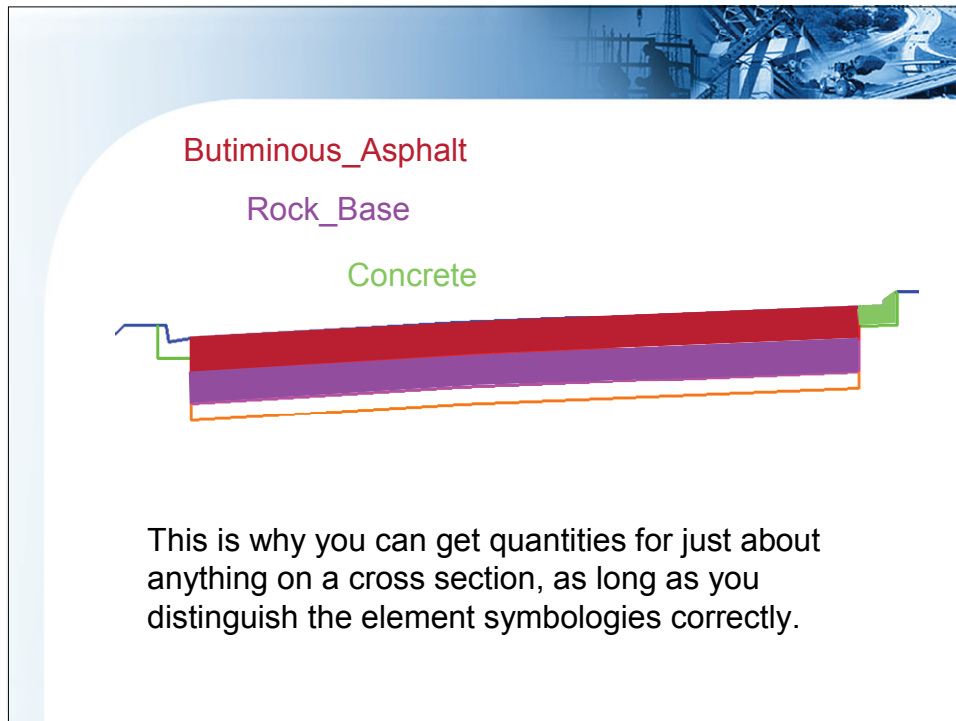 Butiminous_Asphalt
Rock_Base
Concrete
This is why you can get quantities for just about
anything on a cross section, as long as you
distinguish the element symbologies correctly.